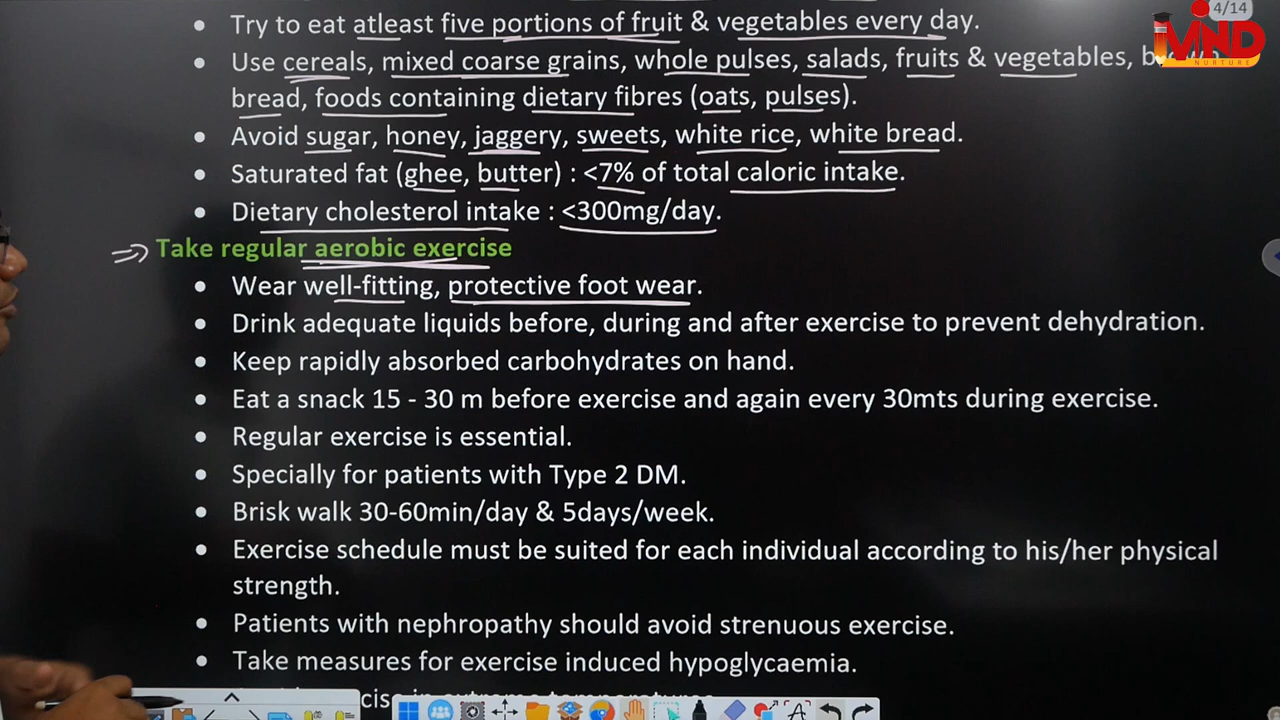 4/14
MIND
NURTURE
• Try to eat atleast five portions of fruit & vegetables every day.
• Use cereals, mixed coarse grains, whole pulses, salads, fruits & vegetables,
bread, foods containing dietary fibres (oats, pulses).
• Avoid sugar, honey, jaggery, sweets, white rice, white bread.
• Saturated fat (ghee, butter) : <7% of total caloric intake.
• Dietary cholesterol intake : <300mg/day.
Take regular aerobic exercise
• Wear well-fitting, protective foot wear.
• Drink adequate liquids before, during and after exercise to prevent dehydration.
• Keep rapidly absorbed carbohydrates on hand.
• Eat a snack 15 - 30 m before exercise and again every 30mts during exercise.
• Regular exercise is essential.
• Specially for patients with Type 2 DM.
• Brisk walk 30-60min/day & 5days/week.
• Exercise schedule must be suited for each individual according to his/her physical
strength.
• Patients with nephropathy should avoid strenuous exercise.
• Take measures for exercise induced hypoglycaemia.